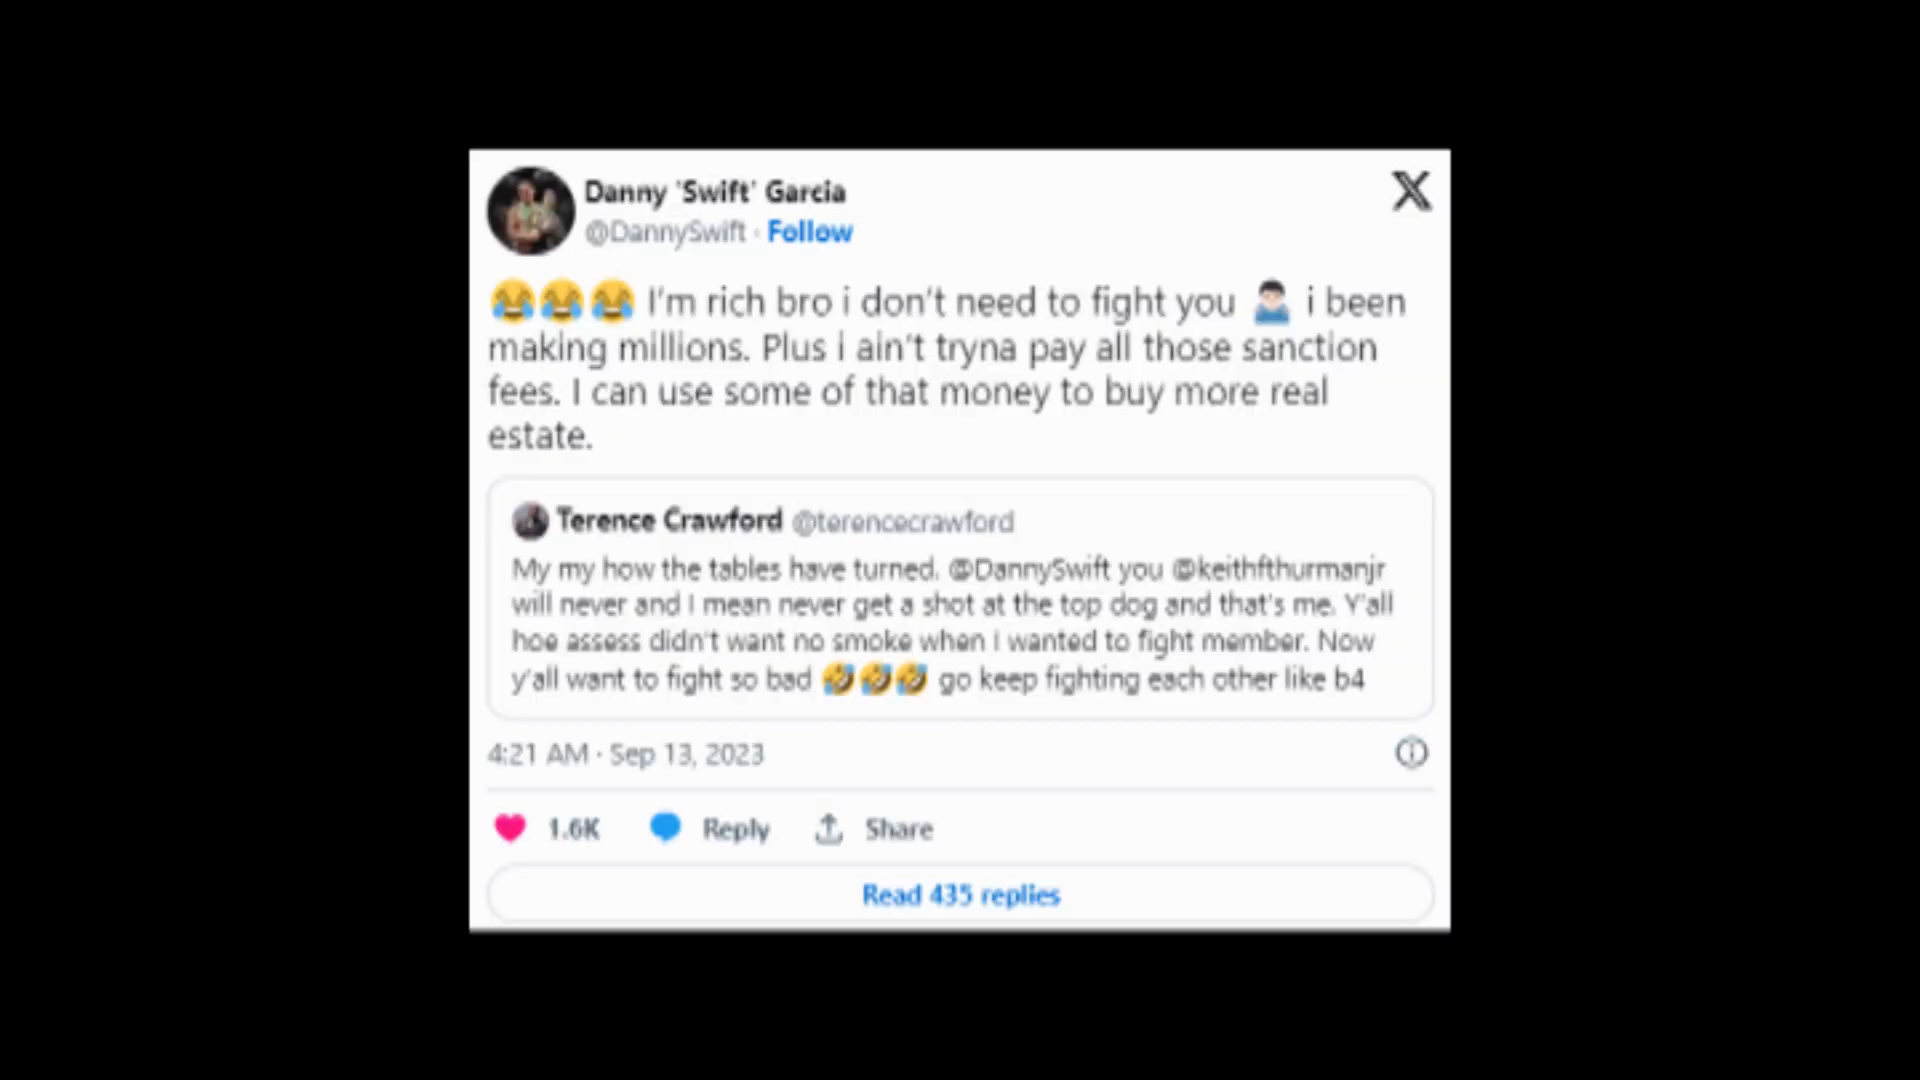 Danny 'Swift' Garcia
@DannySwift · Follow
😂😂😂 I'm rich bro i don't need to fight you 🤷🏻‍♂️ i been
making millions. Plus i ain't tryna pay all those sanction
fees. I can use some of that money to buy more real
estate.
Terence Crawford @terencecrawford
My my how the tables have turned. @DannySwift you @keithfthurmanjr
will never and I mean never get a shot at the top dog and that's me. Y'all
hoe assess didn't want no smoke when I wanted to fight member. Now
y'all want to fight so bad 🤣🤣🤣 go keep fighting each other like b4
4:21 AM · Sep 13, 2023
1.6K Reply Share
Read 435 replies